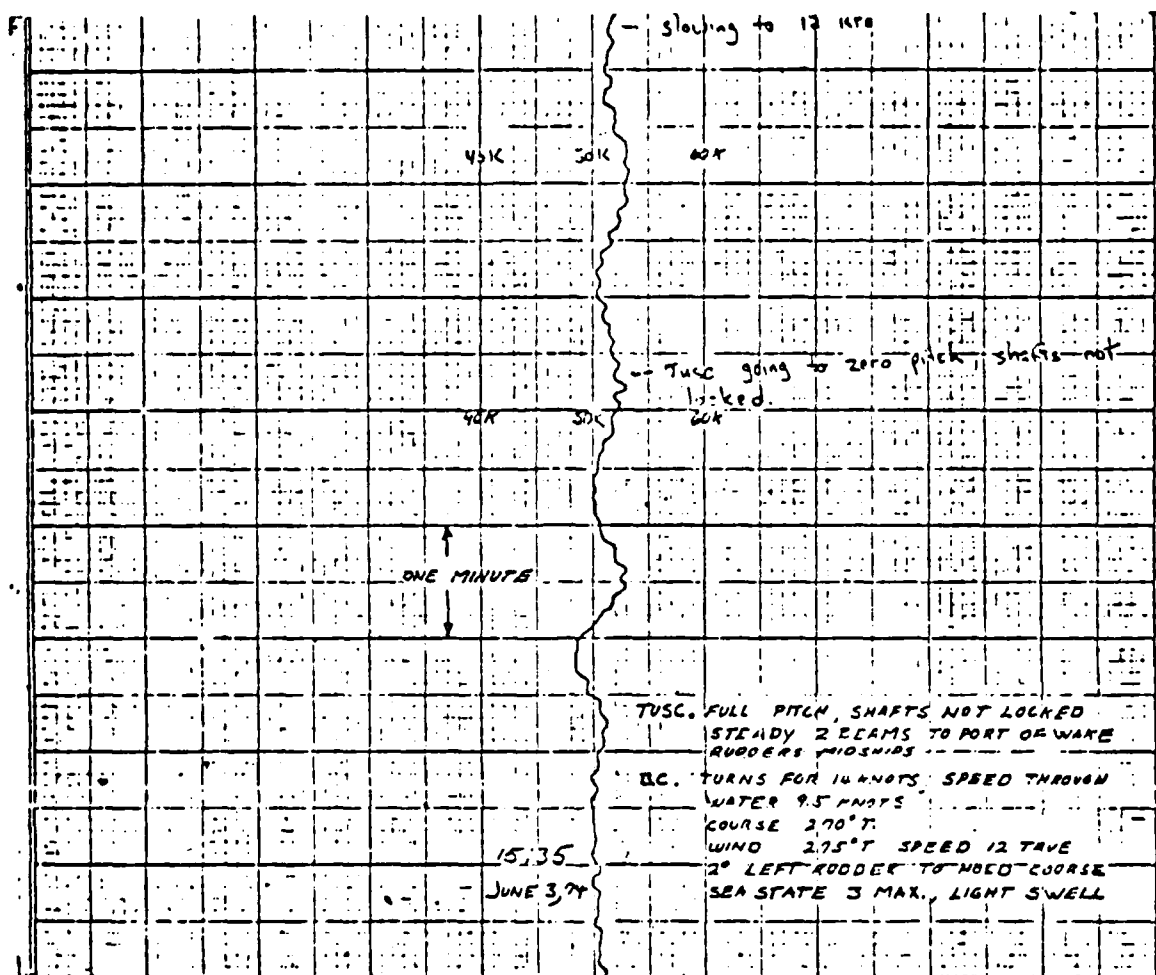 F
slowing to 12 KTS
40K 50K 60K
Tusc going to zero pitch shafts not
locked.
40K 50K 60K
ONE MINUTE
TUSC. FULL PITCH, SHAFTS NOT LOCKED
STEADY 2 BEAMS TO PORT OF WAKE
RUDDERS MIDSHIPS
B.C. TURNS FOR 14 KNOTS, SPEED THROUGH
WATER 9.5 KNOTS
COURSE 270°T.
WIND 275°T SPEED 12 TRUE
2° LEFT RUDDER TO HOLD COURSE
SEA STATE 3 MAX., LIGHT SWELL
15:35
JUNE 3, 74